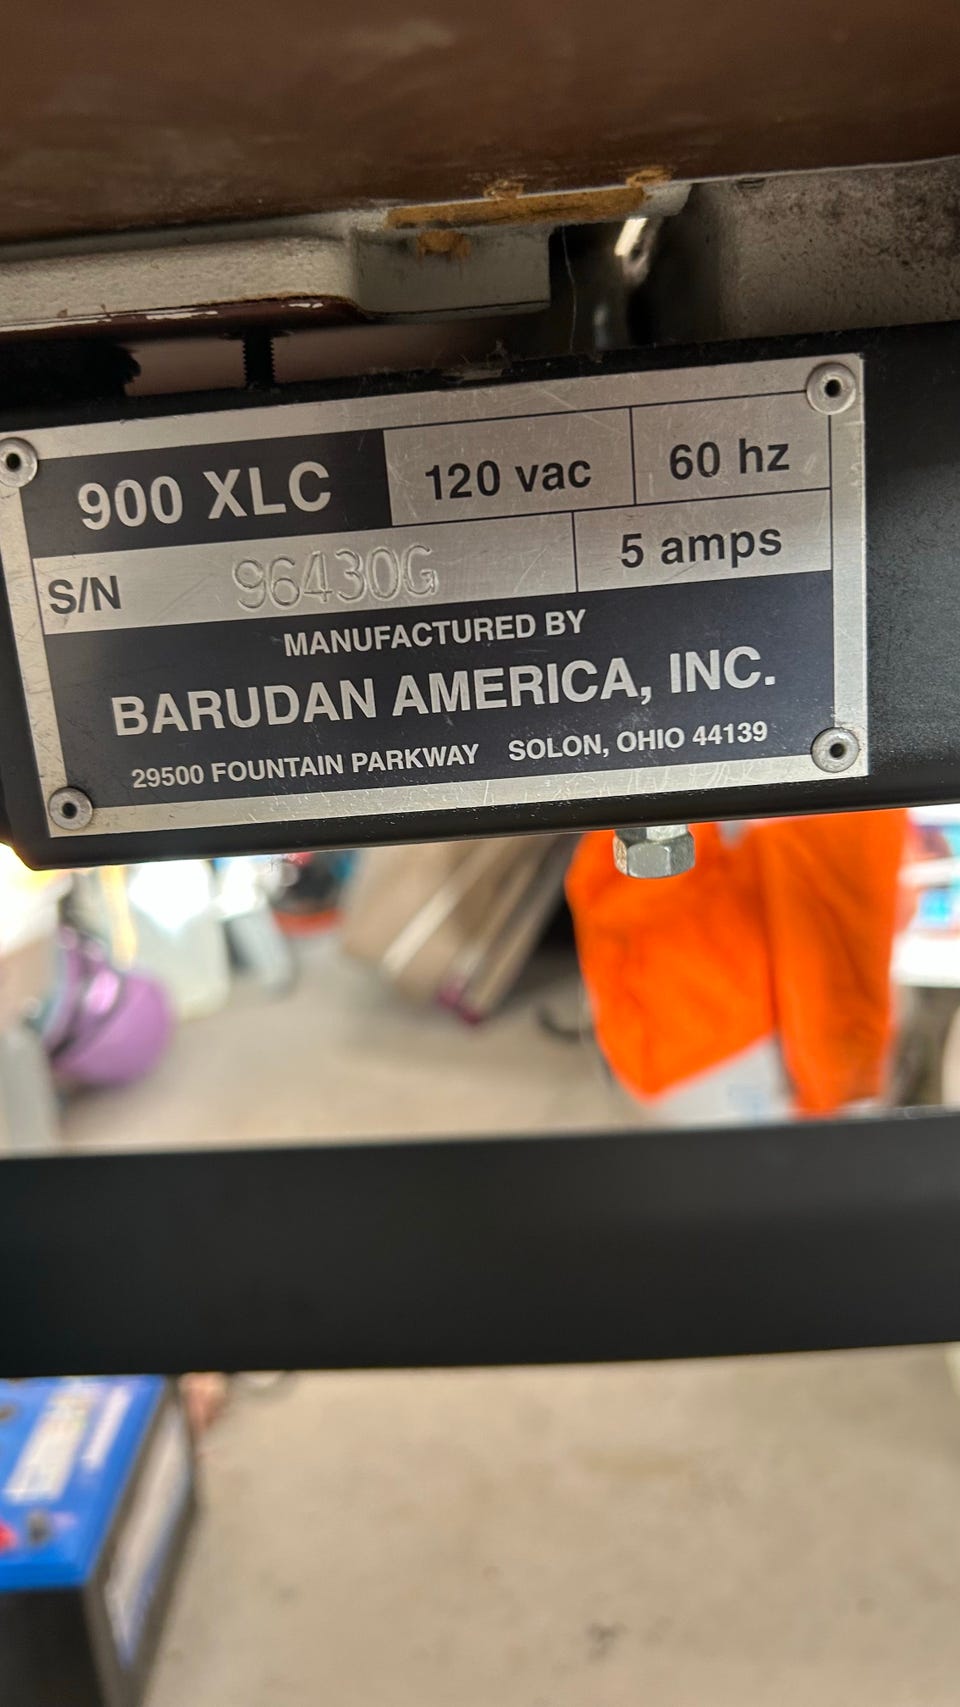 900 XLC 120 vac 60 hz
S/N 96430G 5 amps
MANUFACTURED BY
BARUDAN AMERICA, INC.
29500 FOUNTAIN PARKWAY SOLON, OHIO 44139